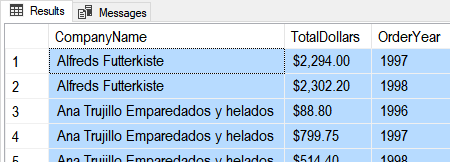 Results Messages
CompanyName TotalDollars OrderYear
1 Alfreds Futterkiste $2,294.00 1997
2 Alfreds Futterkiste $2,302.20 1998
3 Ana Trujillo Emparedados y helados $88.80 1996
4 Ana Trujillo Emparedados y helados $799.75 1997
5 Ana Trujillo Emparedados y helados $514.40 1998